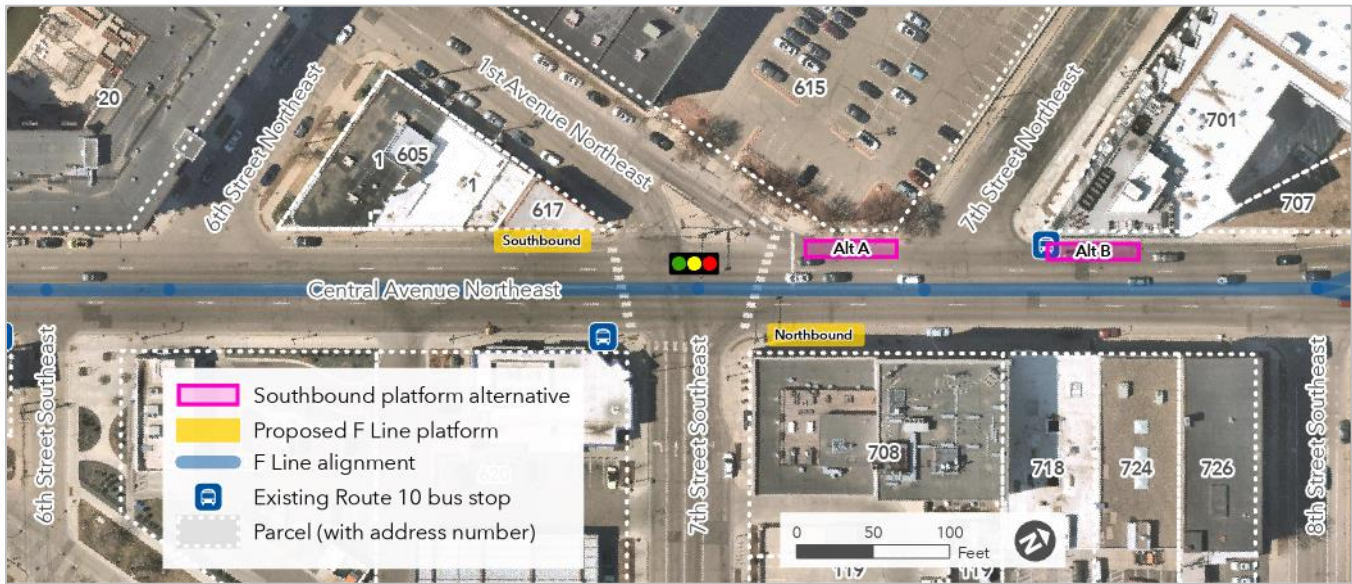 20
6th Street Northeast
1
605
1
617
1st Avenue Northeast
615
7th Street Northeast
701
707
Southbound
Alt A
Alt B
Central Avenue Northeast
Northbound
6th Street Southeast
7th Street Southeast
8th Street Southeast
Southbound platform alternative
Proposed F Line platform
F Line alignment
Existing Route 10 bus stop
Parcel (with address number)
620
708
718
724
726
0 50 100
Feet
N
119
119